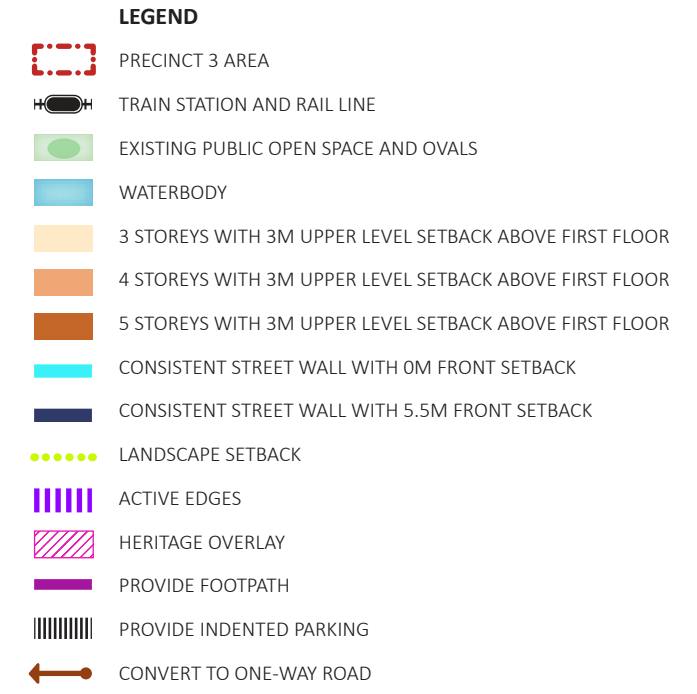 LEGEND
PRECINCT 3 AREA
TRAIN STATION AND RAIL LINE
EXISTING PUBLIC OPEN SPACE AND OVALS
WATERBODY
3 STOREYS WITH 3M UPPER LEVEL SETBACK ABOVE FIRST FLOOR
4 STOREYS WITH 3M UPPER LEVEL SETBACK ABOVE FIRST FLOOR
5 STOREYS WITH 3M UPPER LEVEL SETBACK ABOVE FIRST FLOOR
CONSISTENT STREET WALL WITH 0M FRONT SETBACK
CONSISTENT STREET WALL WITH 5.5M FRONT SETBACK
LANDSCAPE SETBACK
ACTIVE EDGES
HERITAGE OVERLAY
PROVIDE FOOTPATH
PROVIDE INDENTED PARKING
CONVERT TO ONE-WAY ROAD